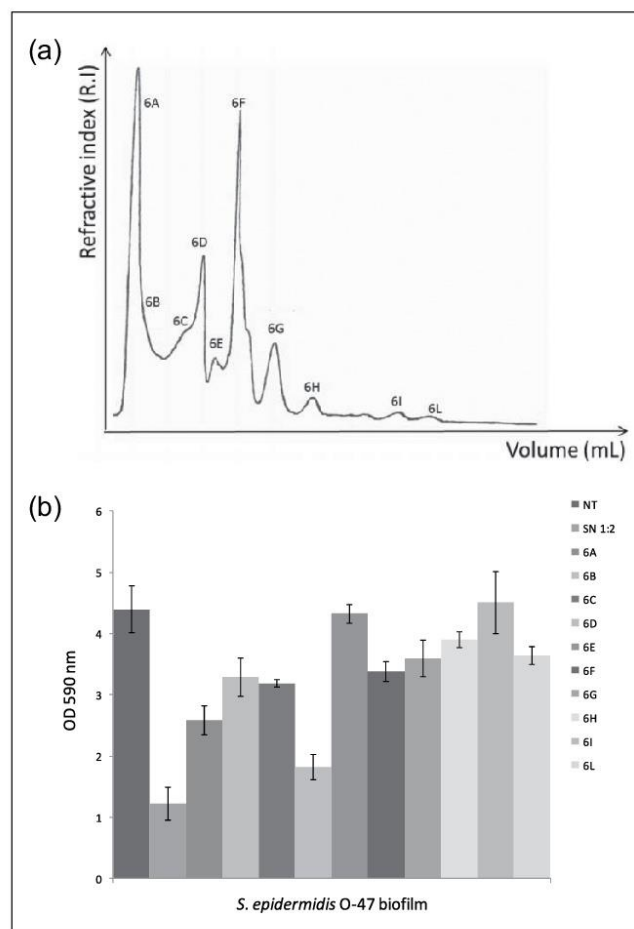 (a)
Refractive index (R.I)
6A
6F
6D
6B
6C
6E
6G
6H
6I
6L
Volume (mL)
(b)
6
5
4
3
2
1
0
OD 590 nm
S. epidermidis O-47 biofilm
NT
SN 1:2
6A
6B
6C
6D
6E
6F
6G
6H
6I
6L